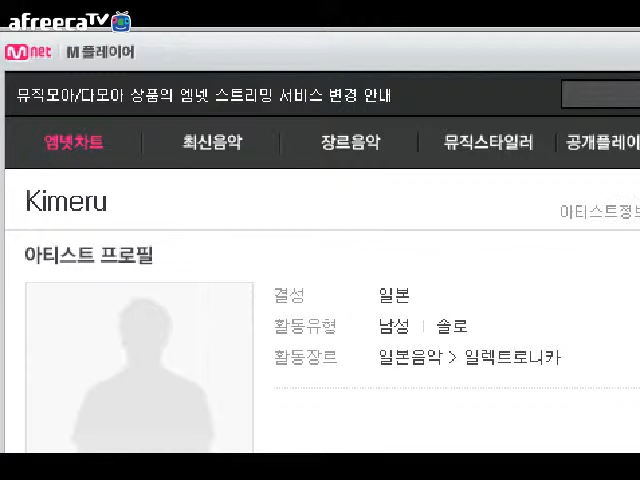 afreecaTV
Mnet M플레이어
뮤직모아/다모아 상품의 엠넷 스트리밍 서비스 변경 안내
엠넷차트 최신음악 장르음악 뮤직스타일러 공개플레이
Kimeru
아티스트정보
아티스트 프로필
결성 일본
활동유형 남성 | 솔로
활동장르 일본음악 > 일렉트로니카